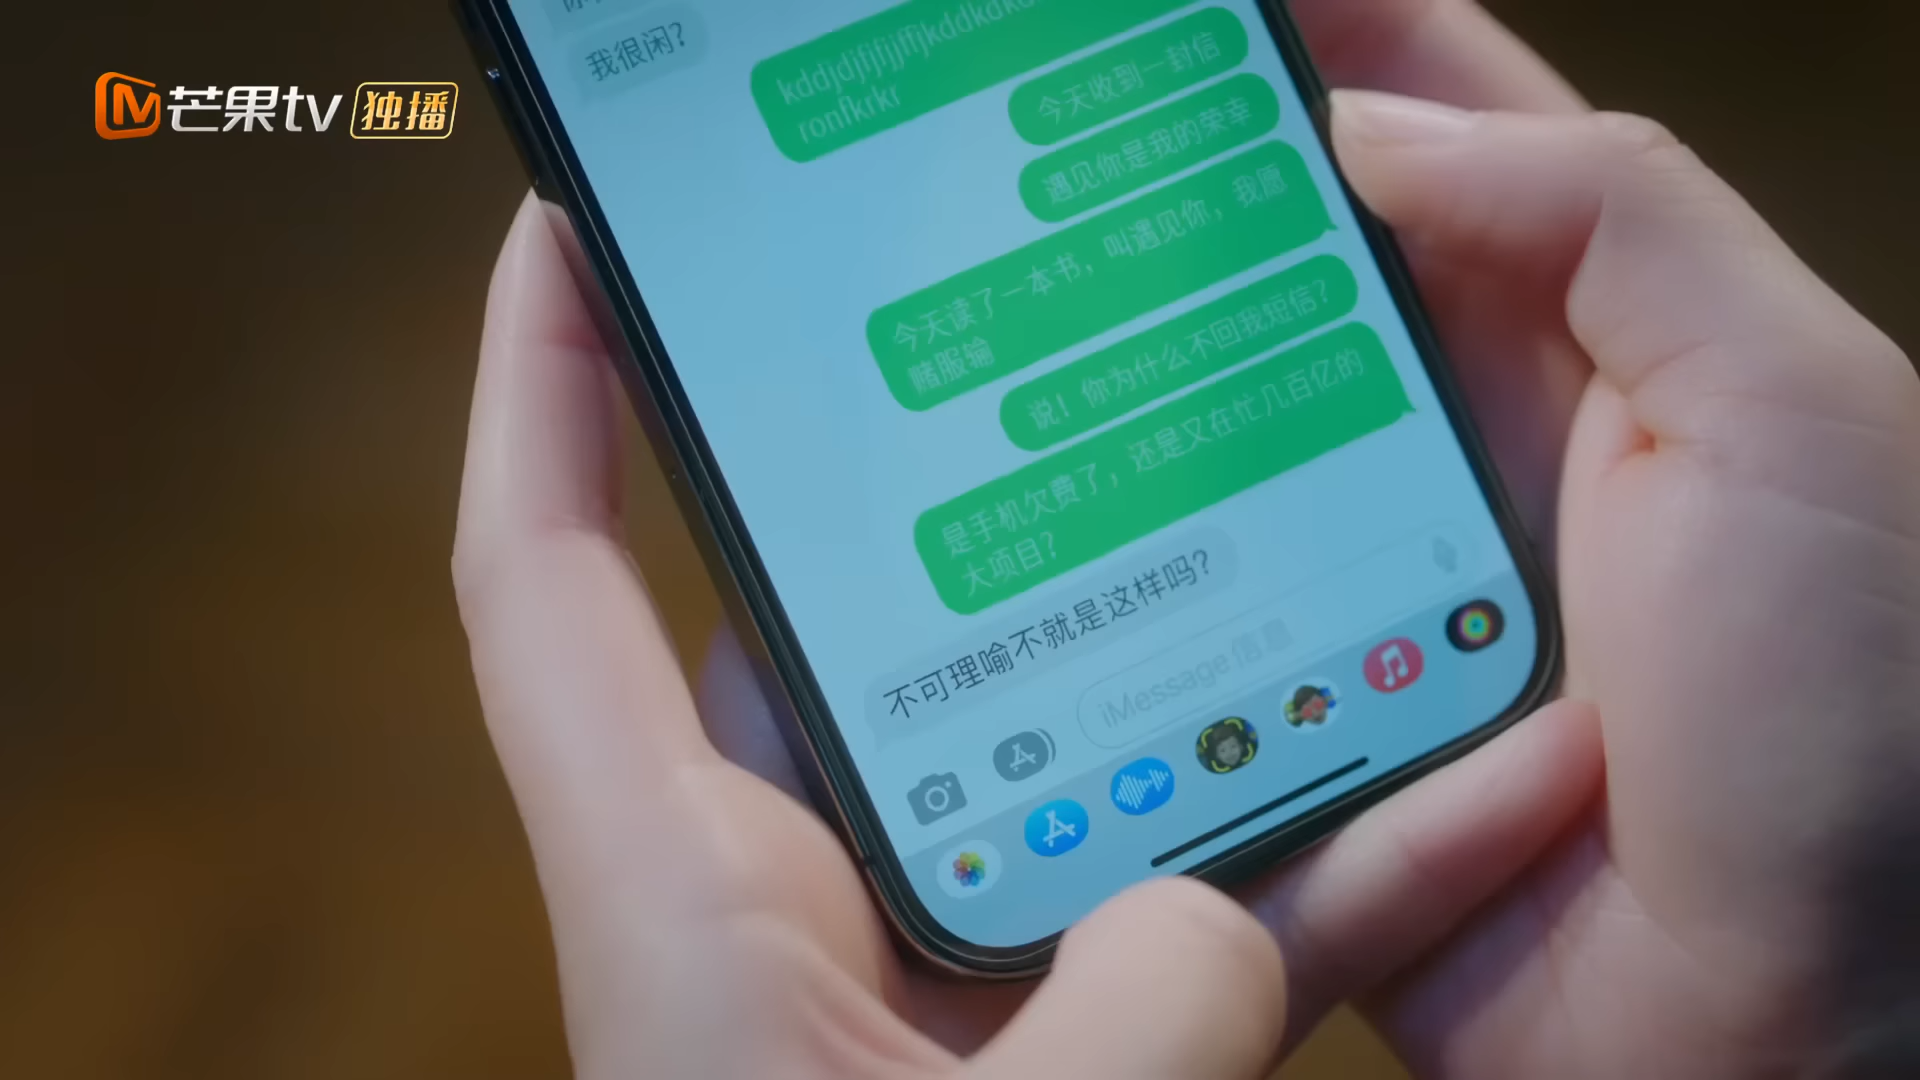 芒果tv 独播
我很闲?
ronfkrkr
今天收到一封信
遇见你是我的荣幸
今天读了一本书，叫遇见你，我愿
赌服输
说！你为什么不回我短信?
是手机欠费了，还是又在忙几百亿的
大项目?
不可理喻不就是这样吗?
iMessage 信息